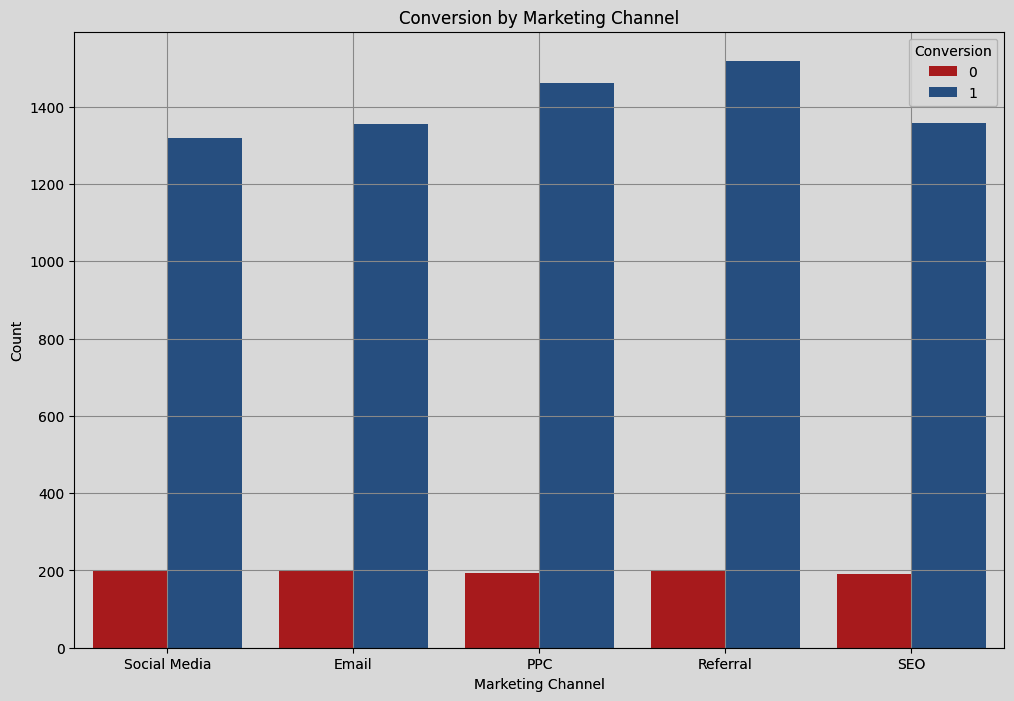 Conversion by Marketing Channel
Conversion
0
1
Count
1400
1200
1000
800
600
400
200
0
Social Media
Email
PPC
Referral
SEO
Marketing Channel